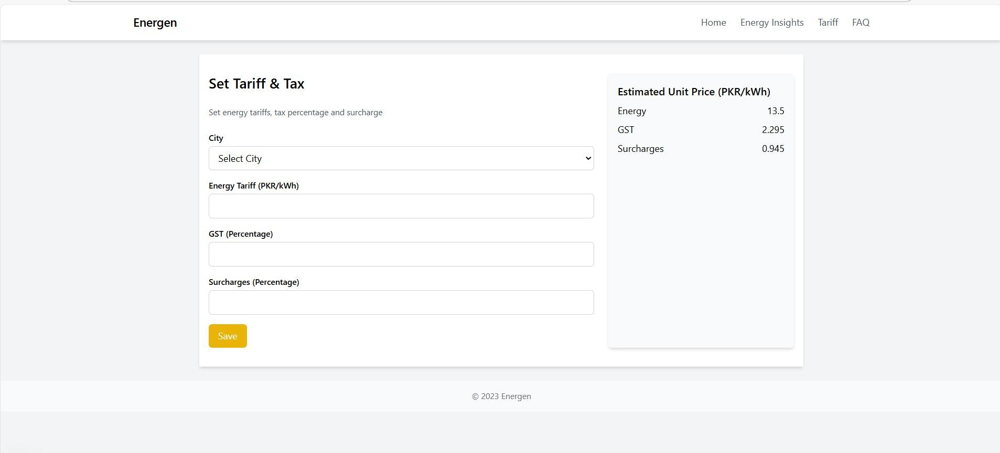 Energen
Home Energy Insights Tariff FAQ
Set Tariff & Tax
Set energy tariffs, tax percentage and surcharge
City
Select City
Energy Tariff (PKR/kWh)
GST (Percentage)
Surcharges (Percentage)
Save
Estimated Unit Price (PKR/kWh)
Energy 13.5
GST 2.295
Surcharges 0.945
© 2023 Energen